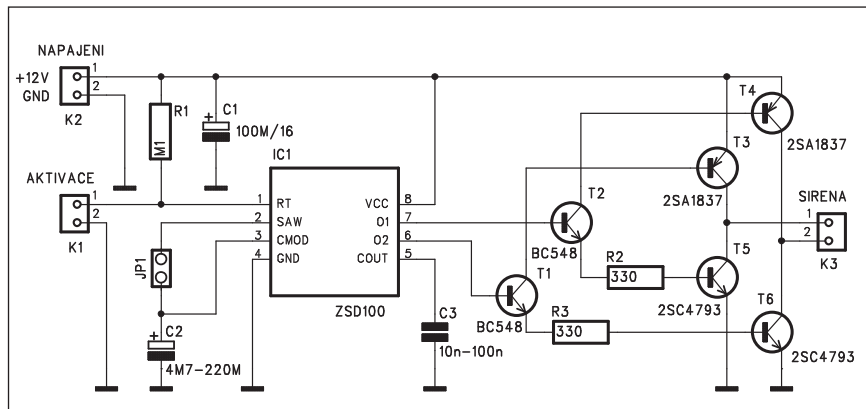 NAPAJENI
+12V
GND
1
2
K2
R1
M1
C1
+
100M/16
IC1
AKTIVACE
1
2
K1
1 RT
2 SAW
3 CMOD
4 GND
VCC 8
O1 7
O2 6
COUT 5
ZSD100
JP1
+
C2
4M7-220M
C3
10n-100n
T4
2SA1837
T3
2SA1837
T2
BC548
T1
BC548
R2
330
R3
330
T5
2SC4793
T6
2SC4793
SIRENA
1
2
K3